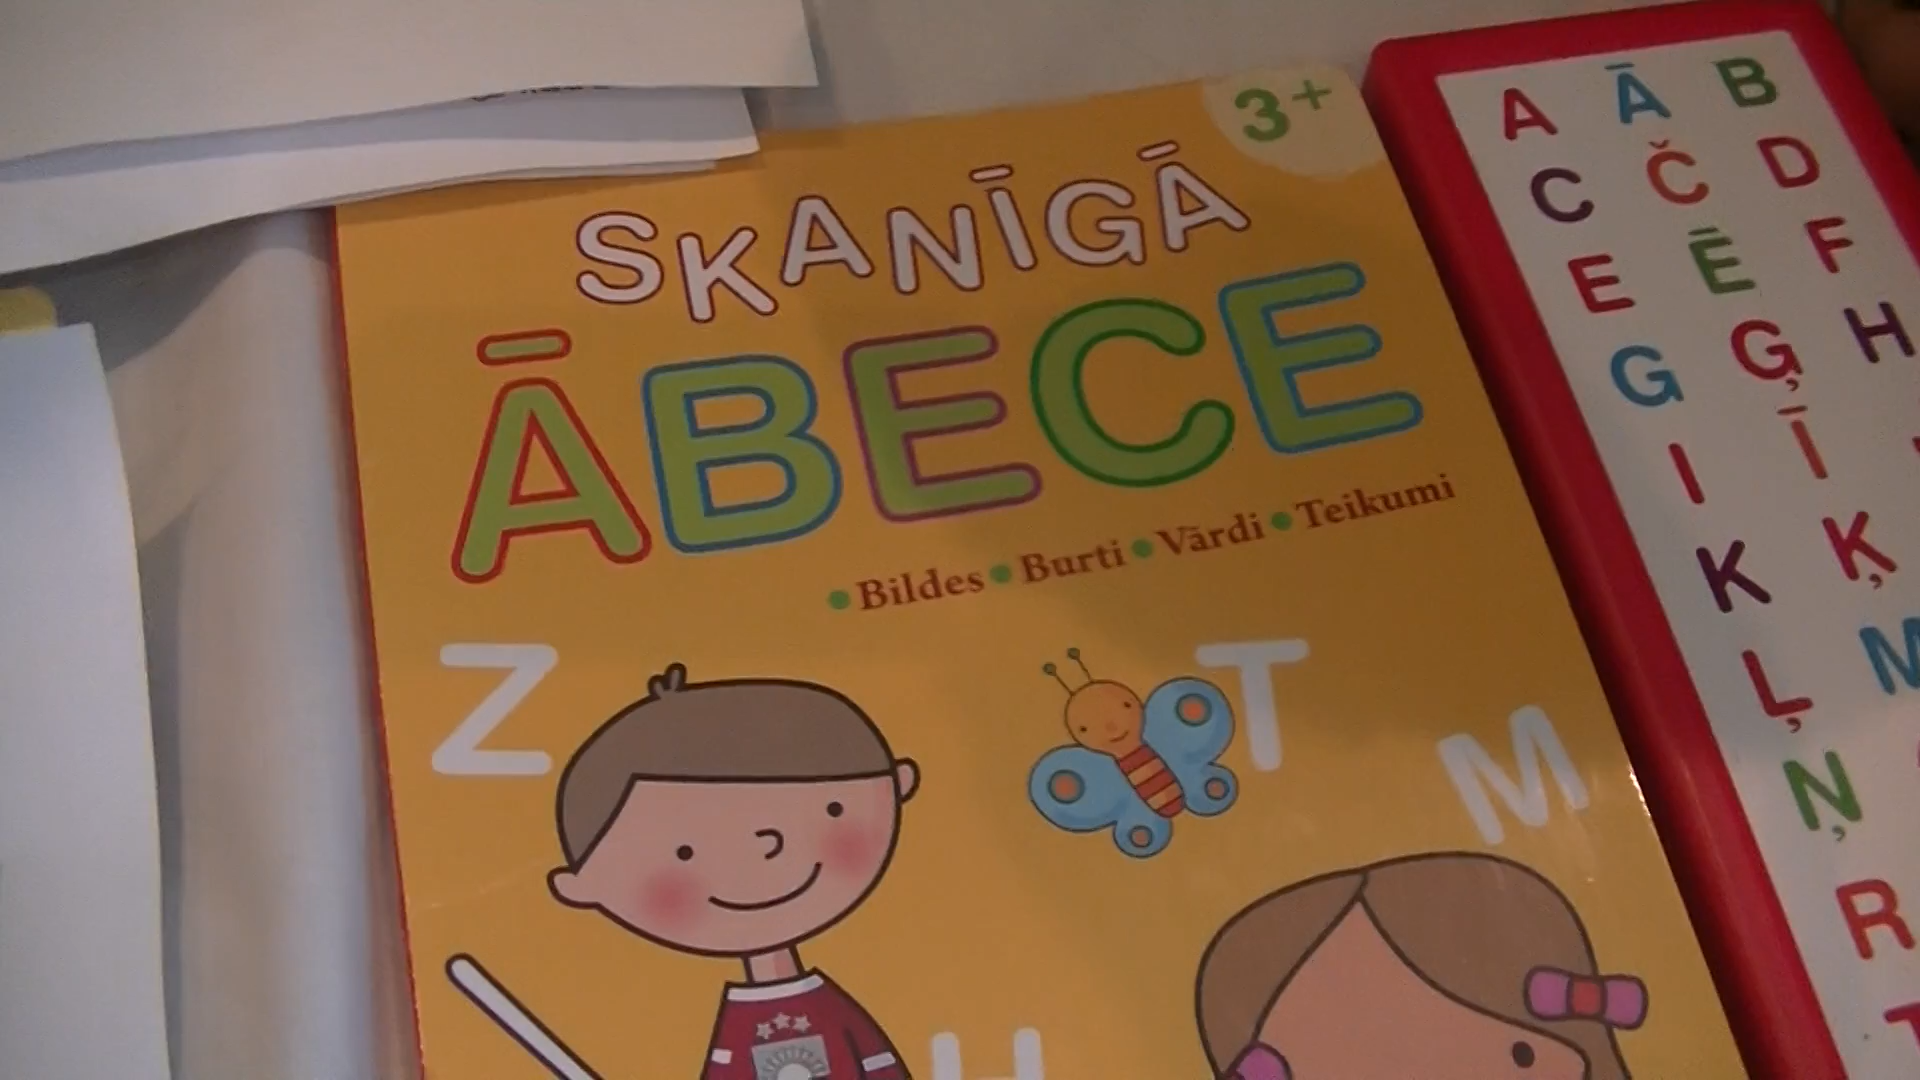 3+
SKANĪGĀ
ĀBECE
• Bildes • Burti • Vārdi • Teikumi
Z T
M
H
A Ā B
C Č D
E Ē F
G Ģ H
I Ī
K Ķ
Ļ M
Ņ
R